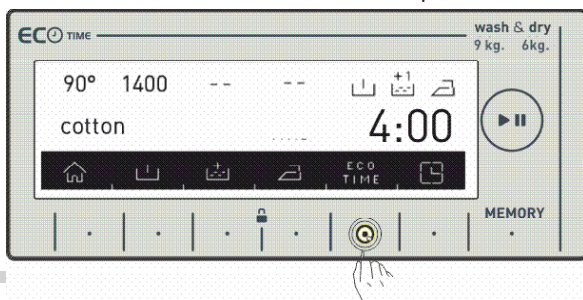 ECO TIME
wash & dry
9 kg. 6kg.
90° 1400 -- --
+1
cotton
4:00
ECO
TIME
MEMORY